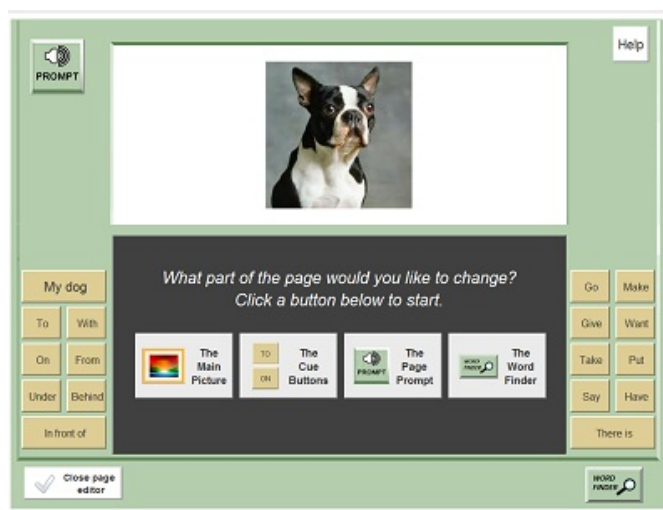 PROMPT
Help
What part of the page would you like to change?
Click a button below to start.
The
Main
Picture
TO
ON
The
Cue
Buttons
PROMPT
The
Page
Prompt
WORD
FINDER
The
Word
Finder
My dog
To With
On From
Under Behind
In front of
Go Make
Give Want
Take Put
Say Have
There is
Close page
editor
WORD
FINDER